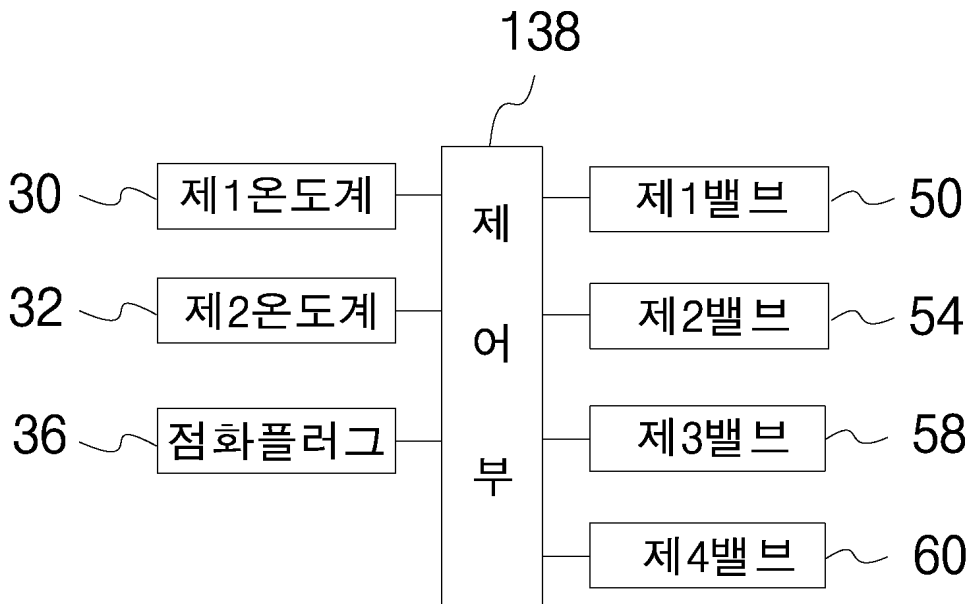 138
30 제1온도계
32 제2온도계
36 점화플러그
제
어
부
제1밸브 50
제2밸브 54
제3밸브 58
제4밸브 60